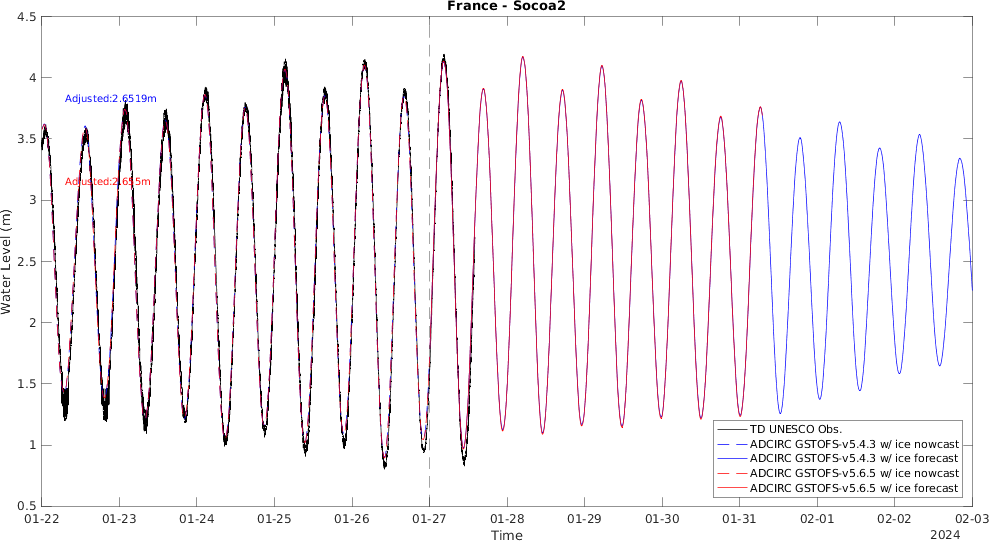 France - Socoa2
4.5
4
3.5
3
2.5
2
1.5
1
0.5
Water Level (m)
Adjusted:2.6519m
Adjusted:2.655m
TD UNESCO Obs.
ADCIRC GSTOFS-v5.4.3 w/ ice nowcast
ADCIRC GSTOFS-v5.4.3 w/ ice forecast
ADCIRC GSTOFS-v5.6.5 w/ ice nowcast
ADCIRC GSTOFS-v5.6.5 w/ ice forecast
01-22 01-23 01-24 01-25 01-26 01-27 01-28 01-29 01-30 01-31 02-01 02-02 02-03
Time
2024